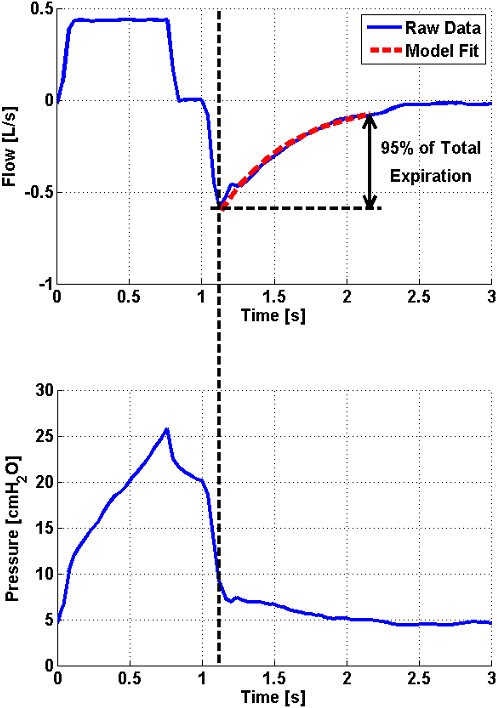 0.5
0
-0.5
-1
Flow [L/s]
Raw Data
Model Fit
95% of Total
Expiration
0 0.5 1 1.5 2 2.5 3
Time [s]
30
25
20
15
10
5
0
Pressure [cmH2O]
0 0.5 1 1.5 2 2.5 3
Time [s]